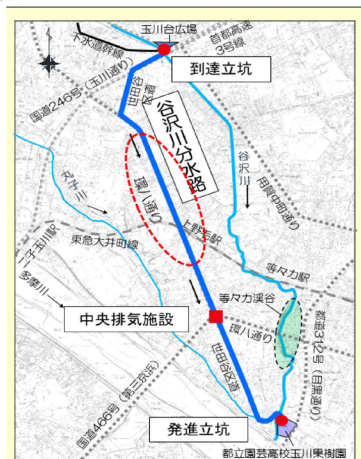 玉川台広場
下水道幹線
首都高速
3号線
到達立坑
国道246号(玉川通り)
世田谷
区道
谷沢川分水路
谷沢川
用賀中町通り
丸子川
環八通り
上野毛駅
東急大井町線
二子玉川駅
等々力駅
多摩川
等々力渓谷
中央排気施設
環八通り
都道312号(目黒通り)
世田谷区道
国道466号(第三京浜)
発進立坑
都立園芸高校玉川果樹園